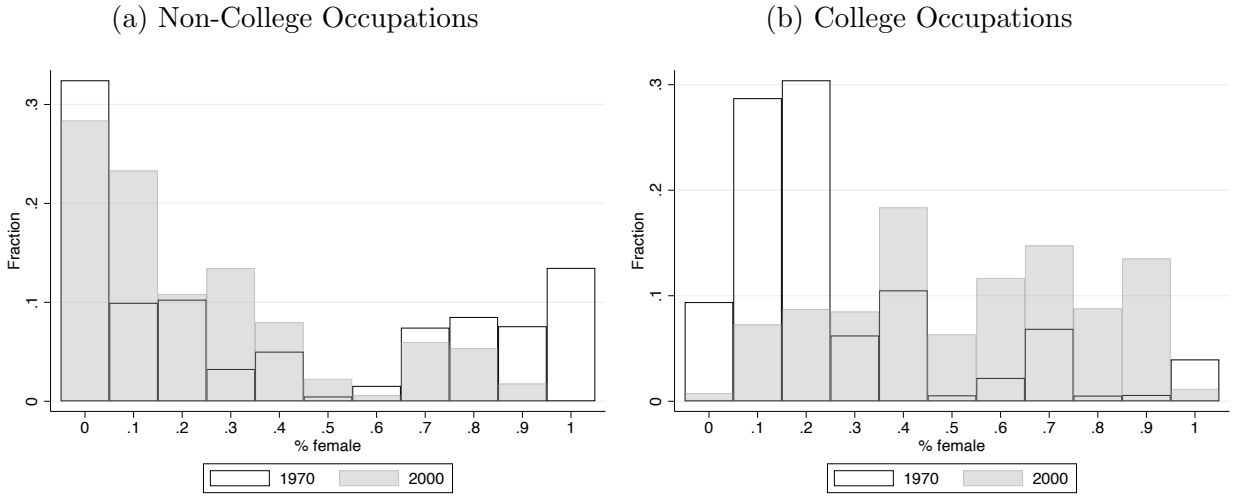 (a) Non-College Occupations
Fraction
0 .1 .2 .3
0 .1 .2 .3 .4 .5 .6 .7 .8 .9 1
% female
1970 2000
(b) College Occupations
Fraction
0 .1 .2 .3
0 .1 .2 .3 .4 .5 .6 .7 .8 .9 1
% female
1970 2000